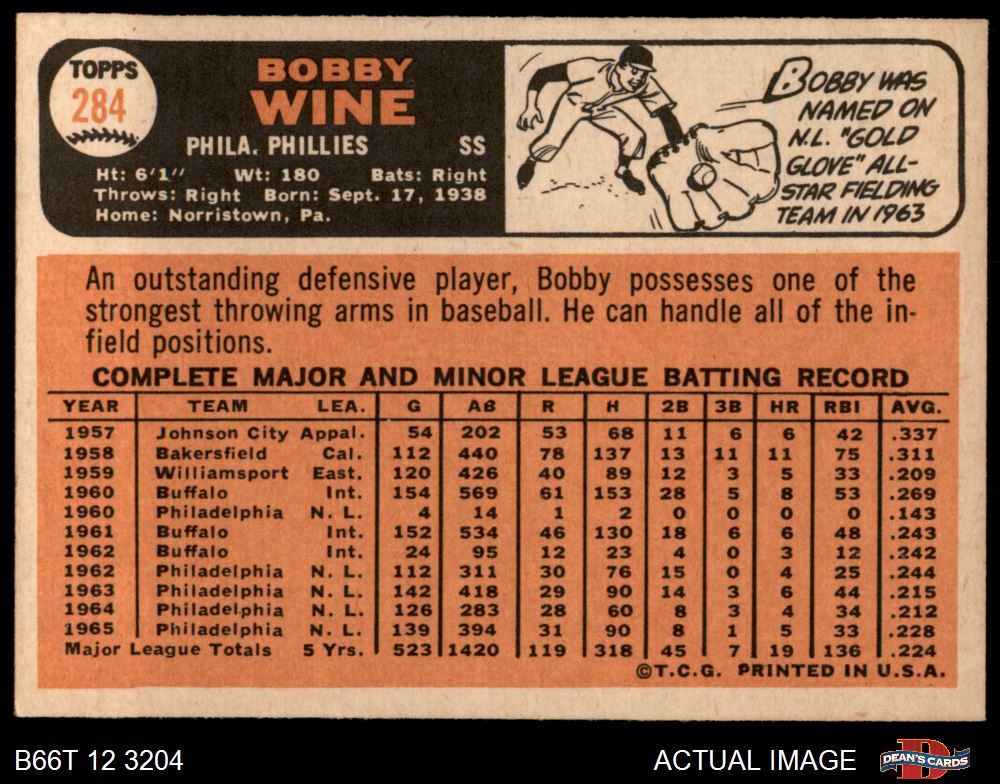 TOPPS
284
BOBBY
WINE
PHILA. PHILLIES SS
Ht: 6'1" Wt: 180 Bats: Right
Throws: Right Born: Sept. 17, 1938
Home: Norristown, Pa.
BOBBY WAS
NAMED ON
N.L. "GOLD
GLOVE" ALL-
STAR FIELDING
TEAM IN 1963
An outstanding defensive player, Bobby possesses one of the
strongest throwing arms in baseball. He can handle all of the in-
field positions.
COMPLETE MAJOR AND MINOR LEAGUE BATTING RECORD
YEAR TEAM LEA. G AB R H 2B 3B HR RBI AVG.
1957 Johnson City Appal. 54 202 53 68 11 6 6 42 .337
1958 Bakersfield Cal. 112 440 78 137 13 11 11 75 .311
1959 Williamsport East. 120 426 40 89 12 3 5 33 .209
1960 Buffalo Int. 154 569 61 153 28 5 8 53 .269
1960 Philadelphia N. L. 4 14 1 2 0 0 0 0 .143
1961 Buffalo Int. 152 534 46 130 18 6 6 48 .243
1962 Buffalo Int. 24 95 12 23 4 0 3 12 .242
1962 Philadelphia N. L. 112 311 30 76 15 0 4 25 .244
1963 Philadelphia N. L. 142 418 29 90 14 3 6 44 .215
1964 Philadelphia N. L. 126 283 28 60 8 3 4 34 .212
1965 Philadelphia N. L. 139 394 31 90 8 1 5 33 .228
Major League Totals 5 Yrs. 523 1420 119 318 45 7 19 136 .224
©T.C.G. PRINTED IN U.S.A.
B66T 12 3204
ACTUAL IMAGE
DEAN'S CARDS